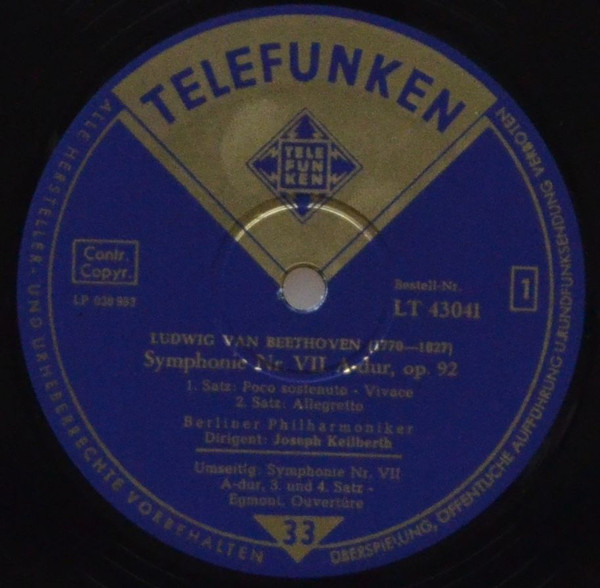 TELEFUNKEN
TELE
FUN
KEN
Contr.
Copyr.
Bestell-Nr.
LT 43041
1
LUDWIG VAN BEETHOVEN (1770—1827)
Symphonie Nr. VII A-dur, op. 92
1. Satz: Poco sostenuto - Vivace
2. Satz: Allegretto
Berliner Philharmoniker
Dirigent: Joseph Keilberth
Umseitig: Symphonie Nr. VII
A-dur, 3. und 4. Satz -
Egmont, Ouvertüre
33
ALLE HERSTELLER- UND URHEBERRECHTE VORBEHALTEN
ÜBERSPIELUNG, ÖFFENTLICHE AUFFÜHRUNG U. RUNDFUNKSENDUNG VERBOTEN